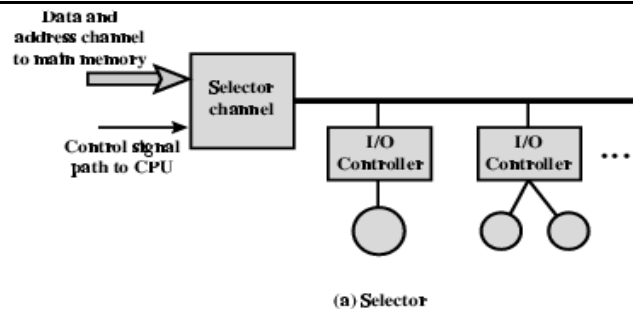 Data and
address channel
to main memory
Selector
channel
Control signal
path to CPU
I/O
Controller
I/O
Controller
...
(a) Selector